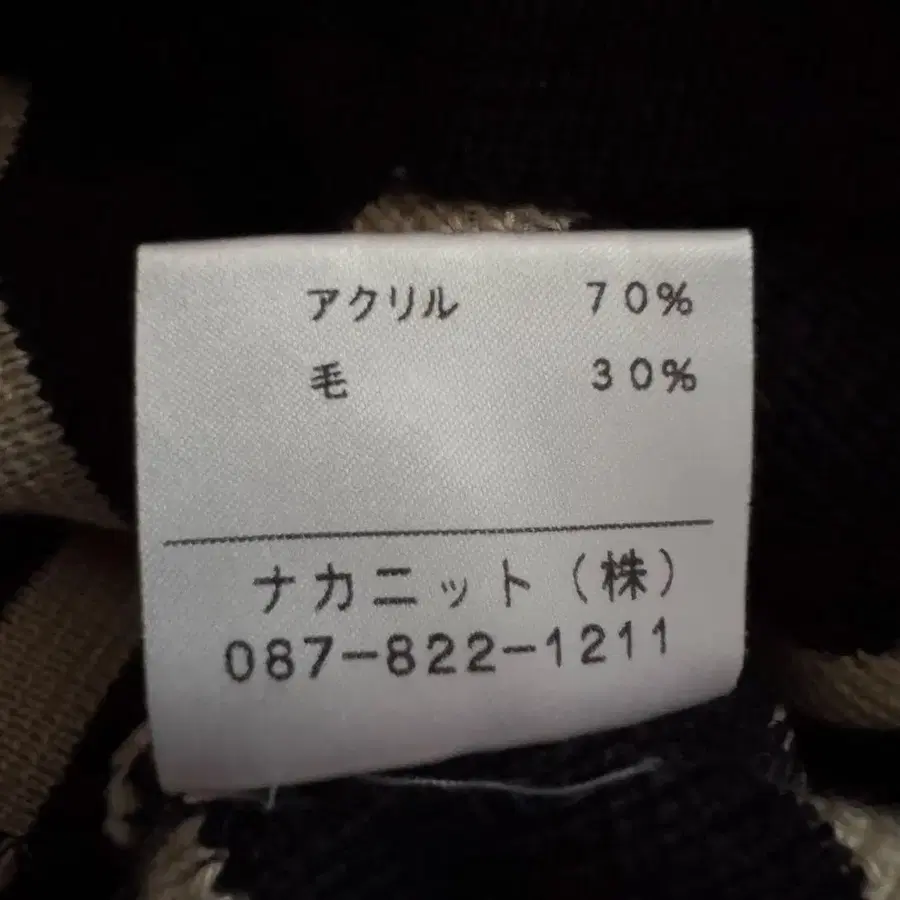 アクリル 70%
毛 30%
ナカニット(株)
087-822-1211